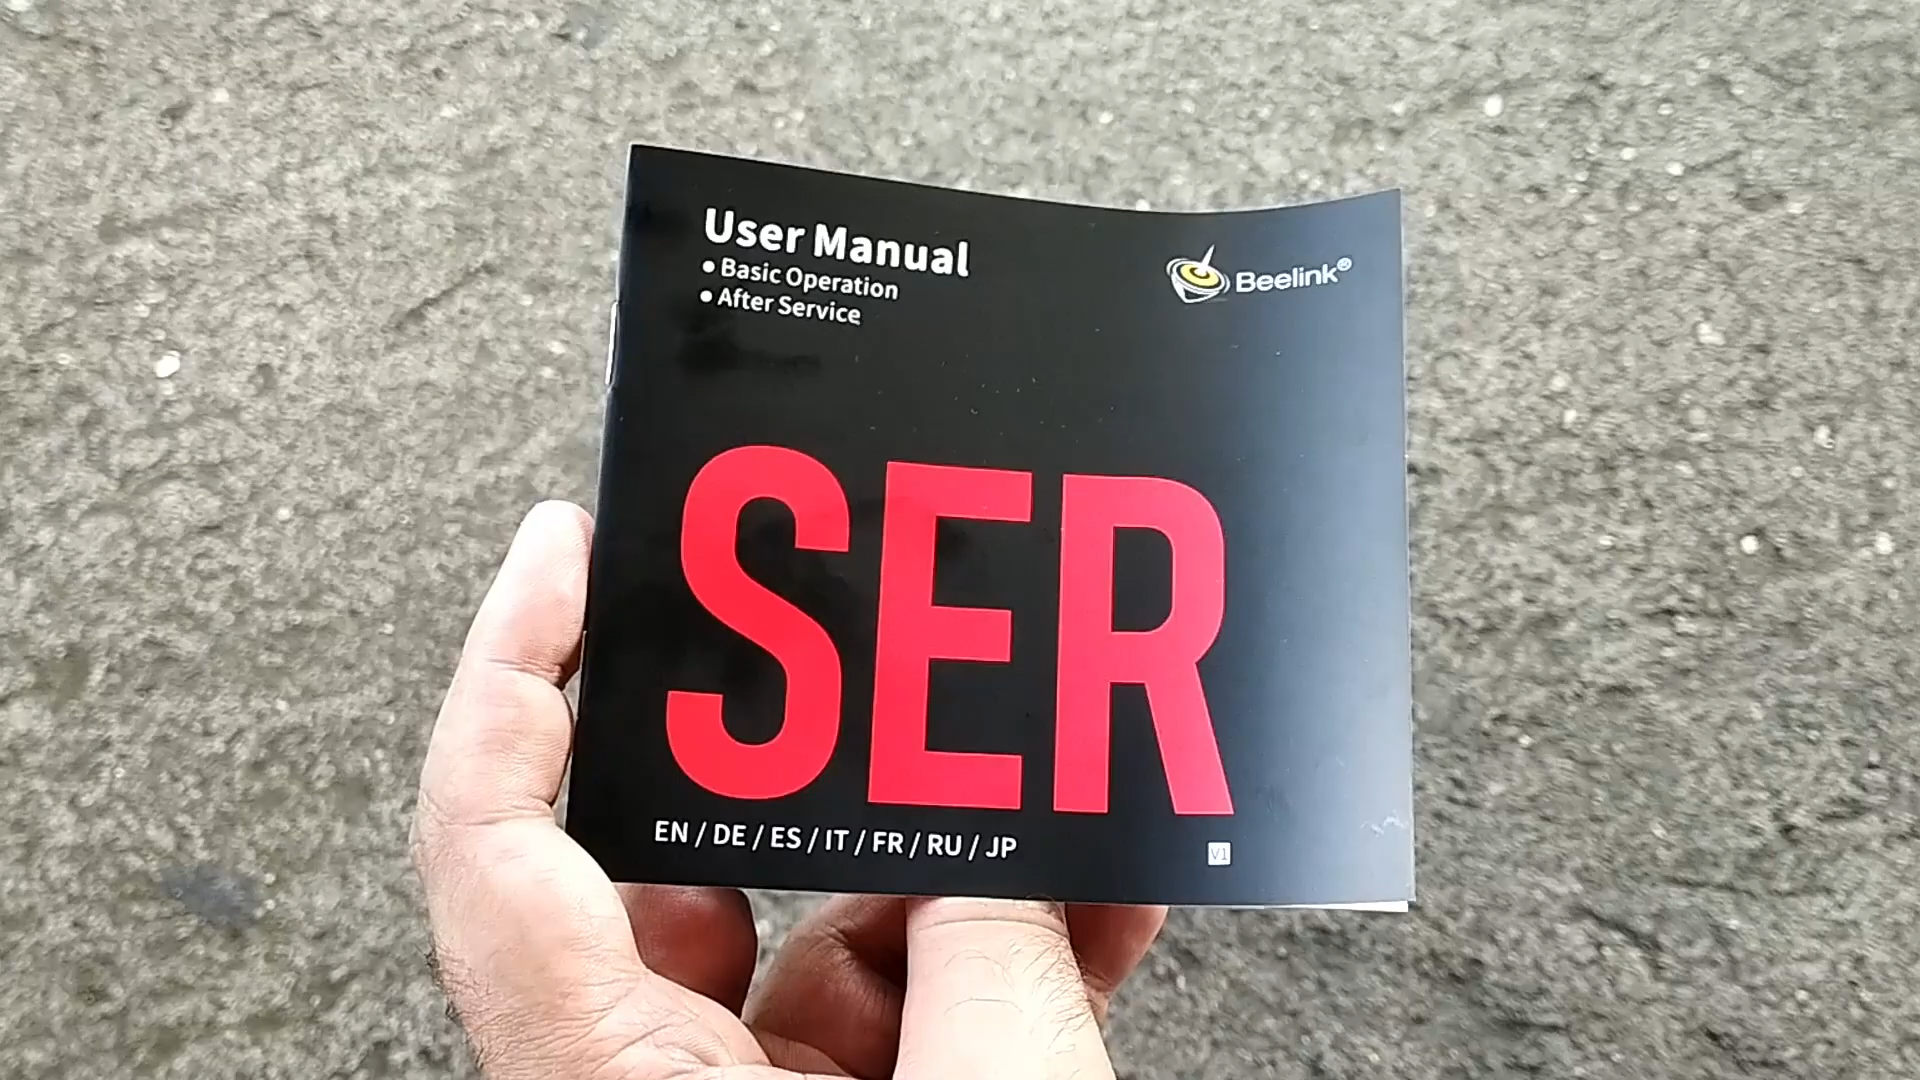 User Manual
• Basic Operation
• After Service
Beelink®
SER
EN / DE / ES / IT / FR / RU / JP
V1